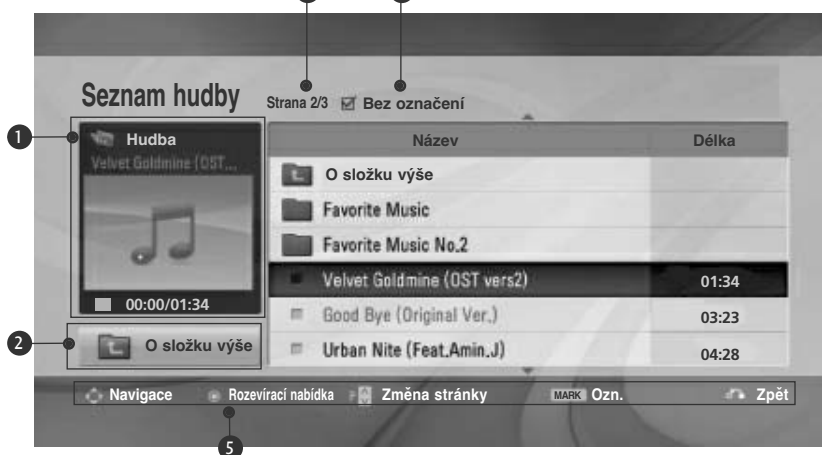 Seznam hudby Strana 2/3 Bez označení
1 Hudba
Velvet Goldmine (OST...
00:00/01:34
2 O složku výše
Název Délka
O složku výše
Favorite Music
Favorite Music No.2
Velvet Goldmine (OST vers2) 01:34
Good Bye (Original Ver.) 03:23
Urban Nite (Feat.Amin.J) 04:28
Navigace Rozevírací nabídka Změna stránky MARK Ozn. Zpět
5